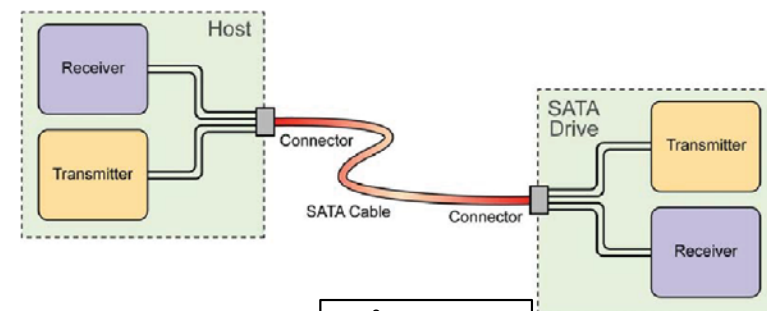 Host
Receiver
Transmitter
Connector
SATA Cable
Connector
SATA
Drive
Transmitter
Receiver